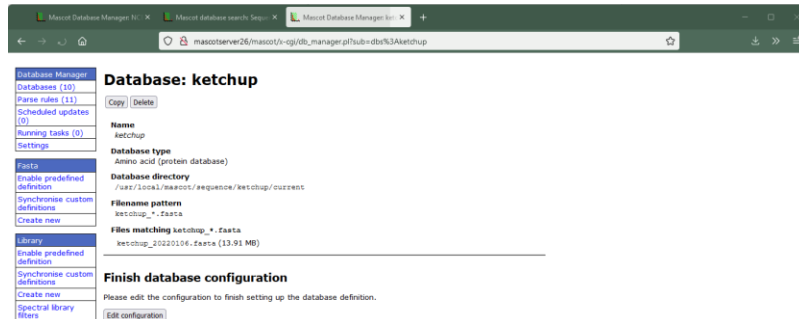 Mascot Database Manager: NC
Mascot database search: Sequ
Mascot Database Manager: ket
mascotserver26/mascot/x-cgi/db_manager.pl?sub=dbs%3Aketchup
Database Manager
Databases (10)
Parse rules (11)
Scheduled updates
(0)
Running tasks (0)
Settings
Fasta
Enable predefined
definition
Synchronise custom
definitions
Create new
Library
Enable predefined
definition
Synchronise custom
definitions
Create new
Spectral library
filters
Database: ketchup
Copy Delete
Name
ketchup
Database type
Amino acid (protein database)
Database directory
/usr/local/mascot/sequence/ketchup/current
Filename pattern
ketchup_*.fasta
Files matching ketchup_*.fasta
ketchup_20220106.fasta (13.91 MB)
Finish database configuration
Please edit the configuration to finish setting up the database definition.
Edit configuration